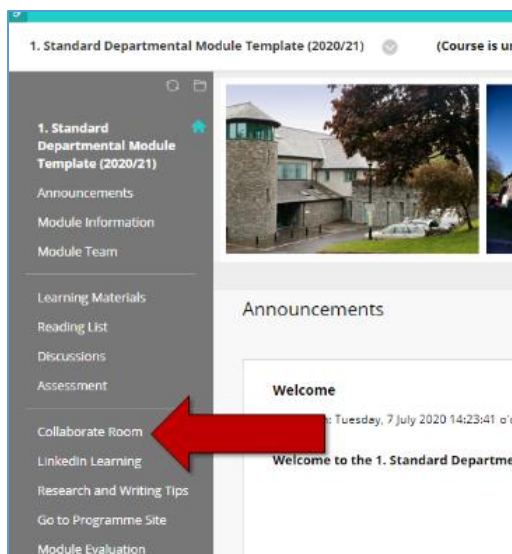 1. Standard Departmental Module Template (2020/21)
(Course is
1. Standard
Departmental Module
Template (2020/21)
Announcements
Module Information
Module Team
Learning Materials
Reading List
Discussions
Assessment
Collaborate Room
LinkedIn Learning
Research and Writing Tips
Go to Programme Site
Module Evaluation
Announcements
Welcome
Tuesday, 7 July 2020 14:23:41
Welcome to the 1. Standard